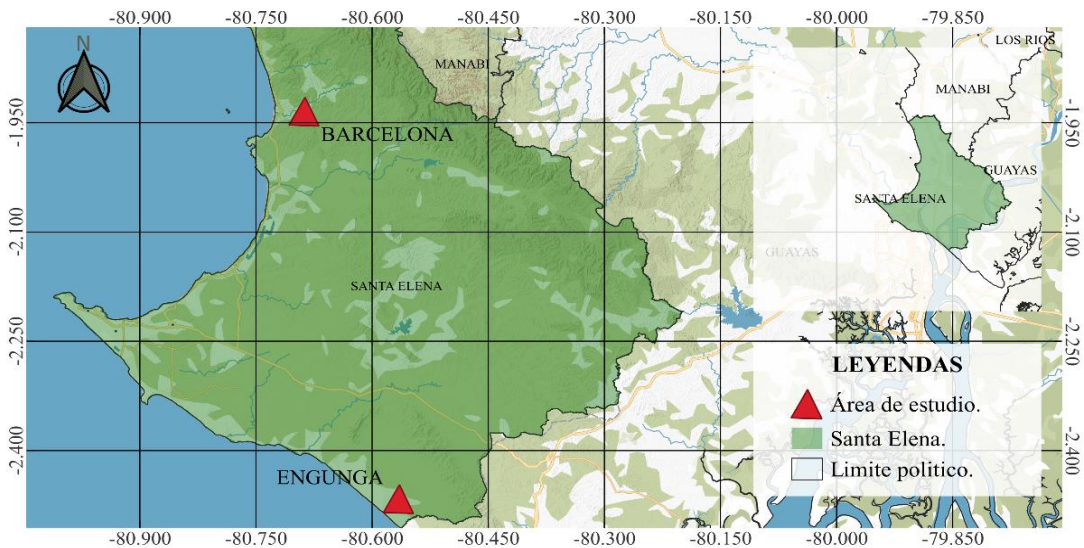 -80.900 -80.750 -80.600 -80.450 -80.300 -80.150 -80.000 -79.850
N
LOS RIOS
MANABI
MANABI
-1.950
-1.950
BARCELONA
GUAYAS
SANTA ELENA
-2.100
-2.100
GUAYAS
SANTA ELENA
-2.250
-2.250
LEYENDAS
Área de estudio.
Santa Elena.
Limite politico.
-2.400
-2.400
ENGUNGA
-80.900 -80.750 -80.600 -80.450 -80.300 -80.150 -80.000 -79.850